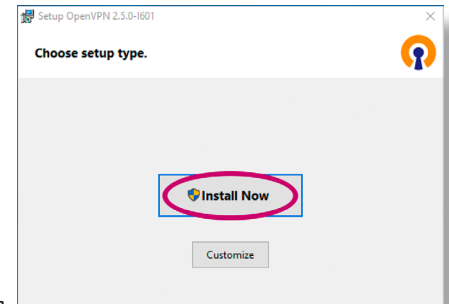 Setup OpenVPN 2.5.0-I601
Choose setup type.
Install Now
Customize